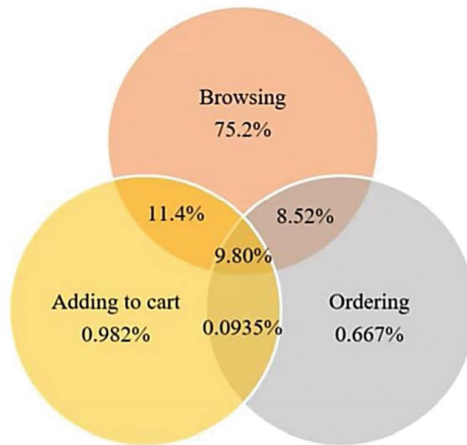 Browsing
75.2%
11.4%
8.52%
9.80%
Adding to cart
0.982%
0.0935%
Ordering
0.667%